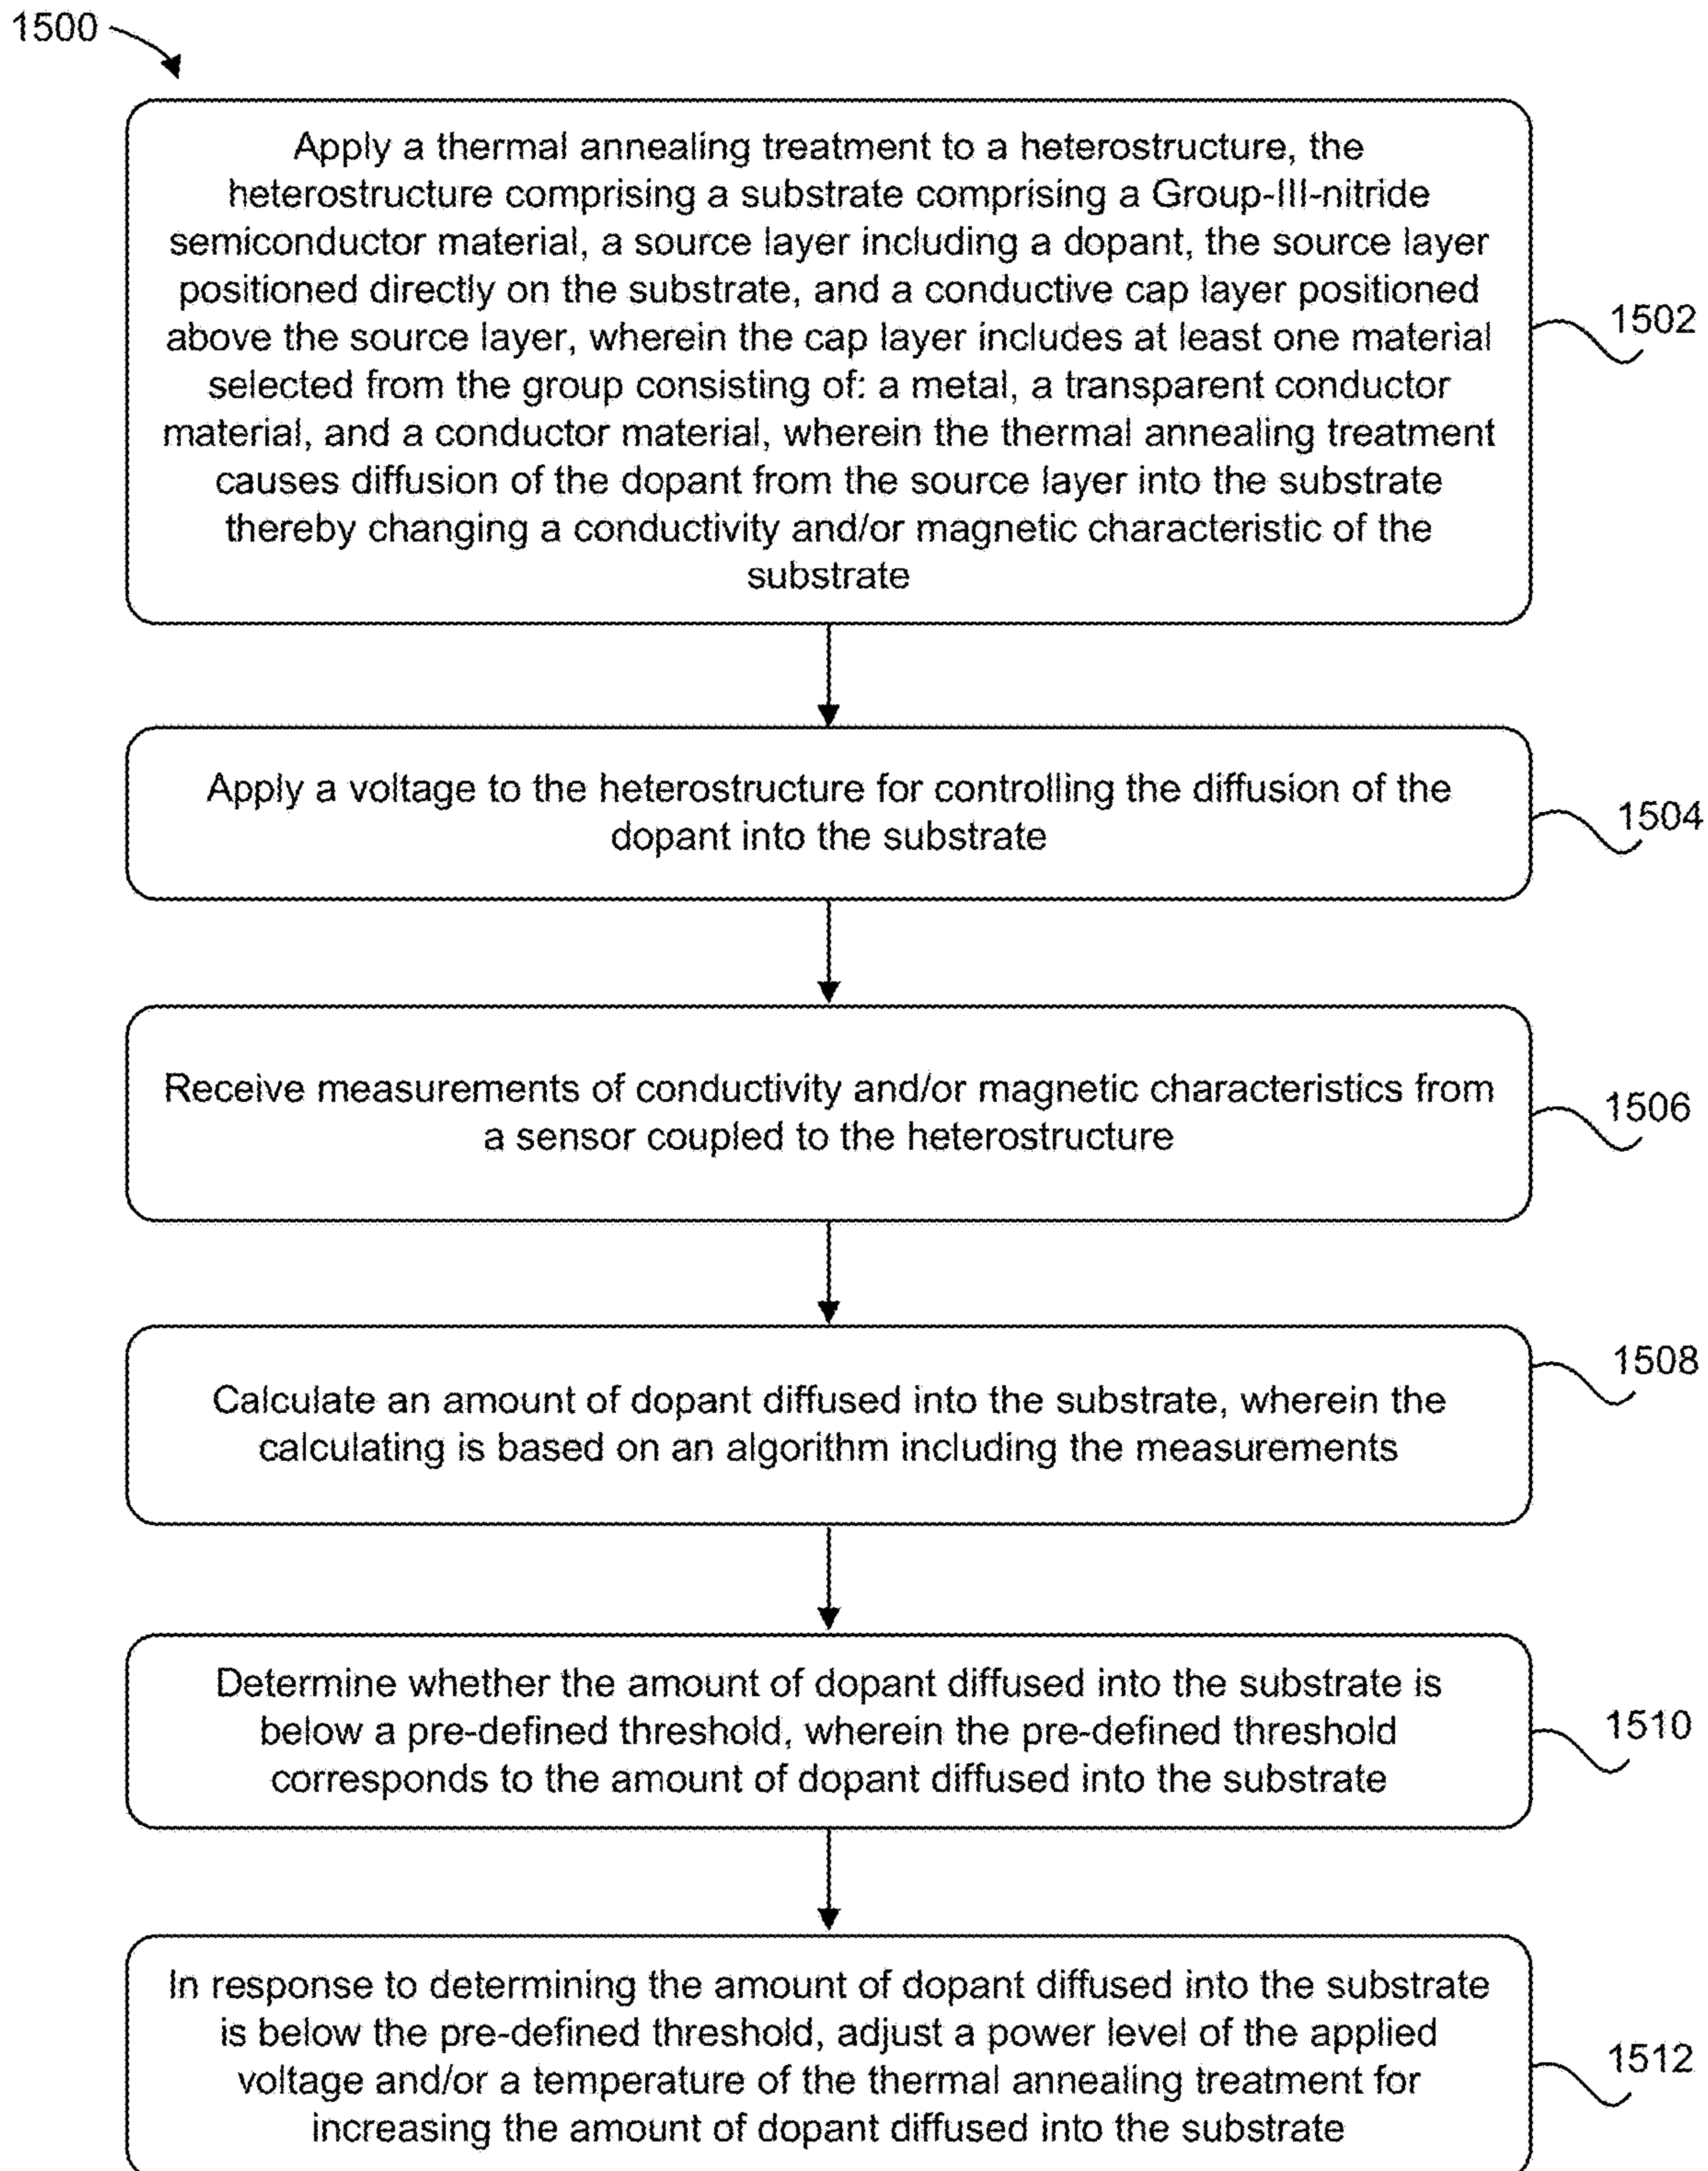 1500
Apply a thermal annealing treatment to a heterostructure, the
heterostructure comprising a substrate comprising a Group-III-nitride
semiconductor material, a source layer including a dopant, the source layer
positioned directly on the substrate, and a conductive cap layer positioned
above the source layer, wherein the cap layer includes at least one material
selected from the group consisting of: a metal, a transparent conductor
material, and a conductor material, wherein the thermal annealing treatment
causes diffusion of the dopant from the source layer into the substrate
thereby changing a conductivity and/or magnetic characteristic of the
substrate
1502
Apply a voltage to the heterostructure for controlling the diffusion of the
dopant into the substrate
1504
Receive measurements of conductivity and/or magnetic characteristics from
a sensor coupled to the heterostructure
1506
Calculate an amount of dopant diffused into the substrate, wherein the
calculating is based on an algorithm including the measurements
1508
Determine whether the amount of dopant diffused into the substrate is
below a pre-defined threshold, wherein the pre-defined threshold
corresponds to the amount of dopant diffused into the substrate
1510
In response to determining the amount of dopant diffused into the substrate
is below the pre-defined threshold, adjust a power level of the applied
voltage and/or a temperature of the thermal annealing treatment for
increasing the amount of dopant diffused into the substrate
1512